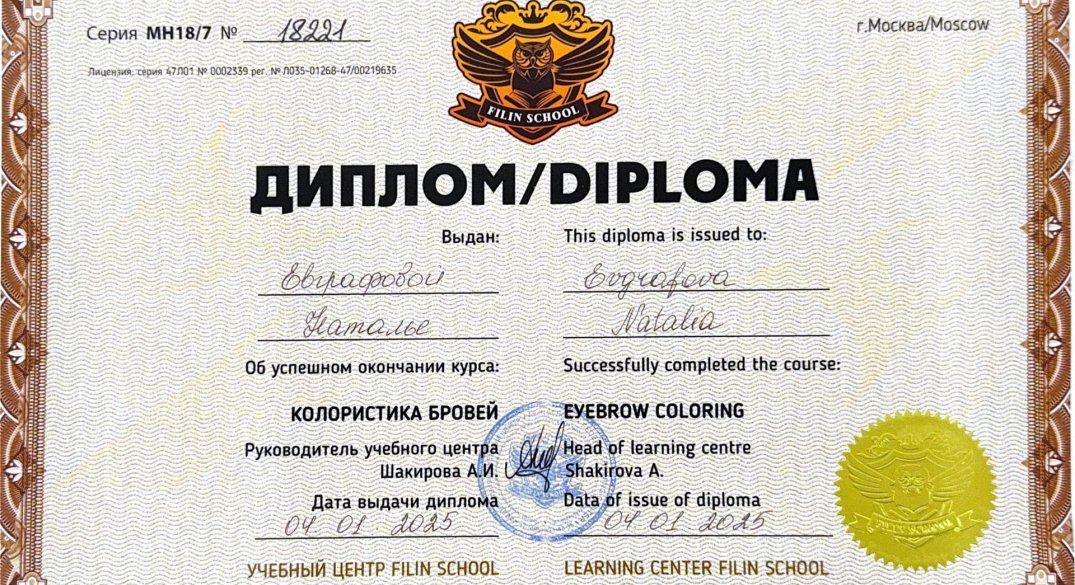 Серия МН18/7 № 18221
г.Москва/Moscow
Лицензия: серия 47Л01 № 0002339 рег. № Л035-01268-47/00219635
FILIN SCHOOL
ДИПЛОМ/DIPLOMA
Выдан: This diploma is issued to:
Евграфовой Evgrafova
Наталье Natalia
Об успешном окончании курса: Successfully completed the course:
КОЛОРИСТИКА БРОВЕЙ EYEBROW COLORING
Руководитель учебного центра Head of learning centre
Шакирова А.И. Shakirova A.
Дата выдачи диплома Data of issue of diploma
04 01 2025 04 01 2025
FILIN SCHOOL
УЧЕБНЫЙ ЦЕНТР FILIN SCHOOL LEARNING CENTER FILIN SCHOOL